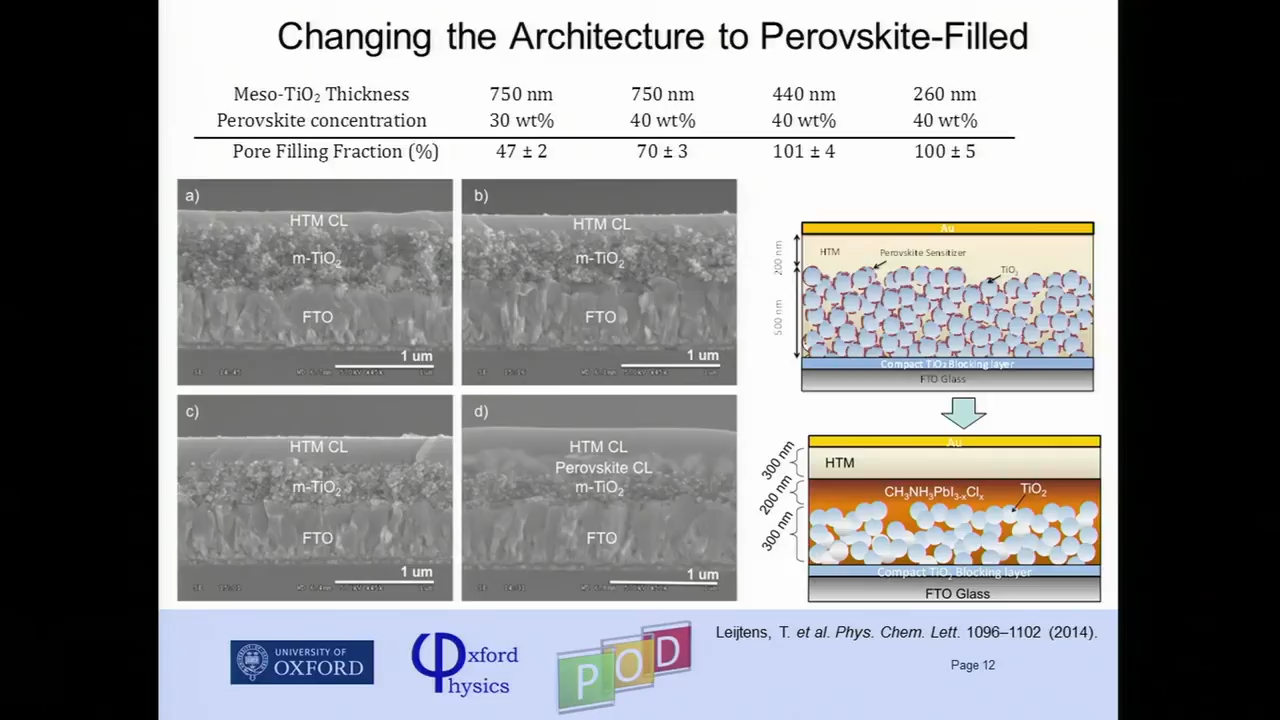 Changing the Architecture to Perovskite-Filled
Meso-TiO₂ Thickness 750 nm 750 nm 440 nm 260 nm
Perovskite concentration 30 wt% 40 wt% 40 wt% 40 wt%
Pore Filling Fraction (%) 47 ± 2 70 ± 3 101 ± 4 100 ± 5
a)
HTM CL
m-TiO₂
FTO
1 um
b)
HTM CL
m-TiO₂
FTO
1 um
c)
HTM CL
m-TiO₂
FTO
1 um
d)
HTM CL
Perovskite CL
m-TiO₂
FTO
1 um
Au
HTM
Perovskite Sensitizer
TiO₂
200 nm
500 nm
Compact TiO₂ Blocking layer
FTO Glass
Au
HTM
CH₃NH₃PbI₃₋ₓClₓ
TiO₂
300 nm
200 nm
300 nm
Compact TiO₂ Blocking layer
FTO Glass
UNIVERSITY OF
OXFORD
Oxford
Physics
POD
Leijtens, T. et al. Phys. Chem. Lett. 1096–1102 (2014).
Page 12